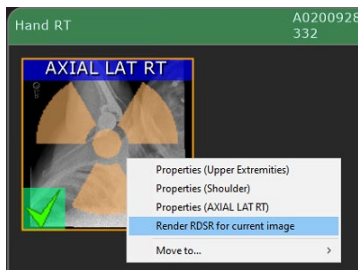 Hand RT
A0200928
332
AXIAL LAT RT
Properties (Upper Extremities)
Properties (Shoulder)
Properties (AXIAL LAT RT)
Render RDSR for current image
Move to...